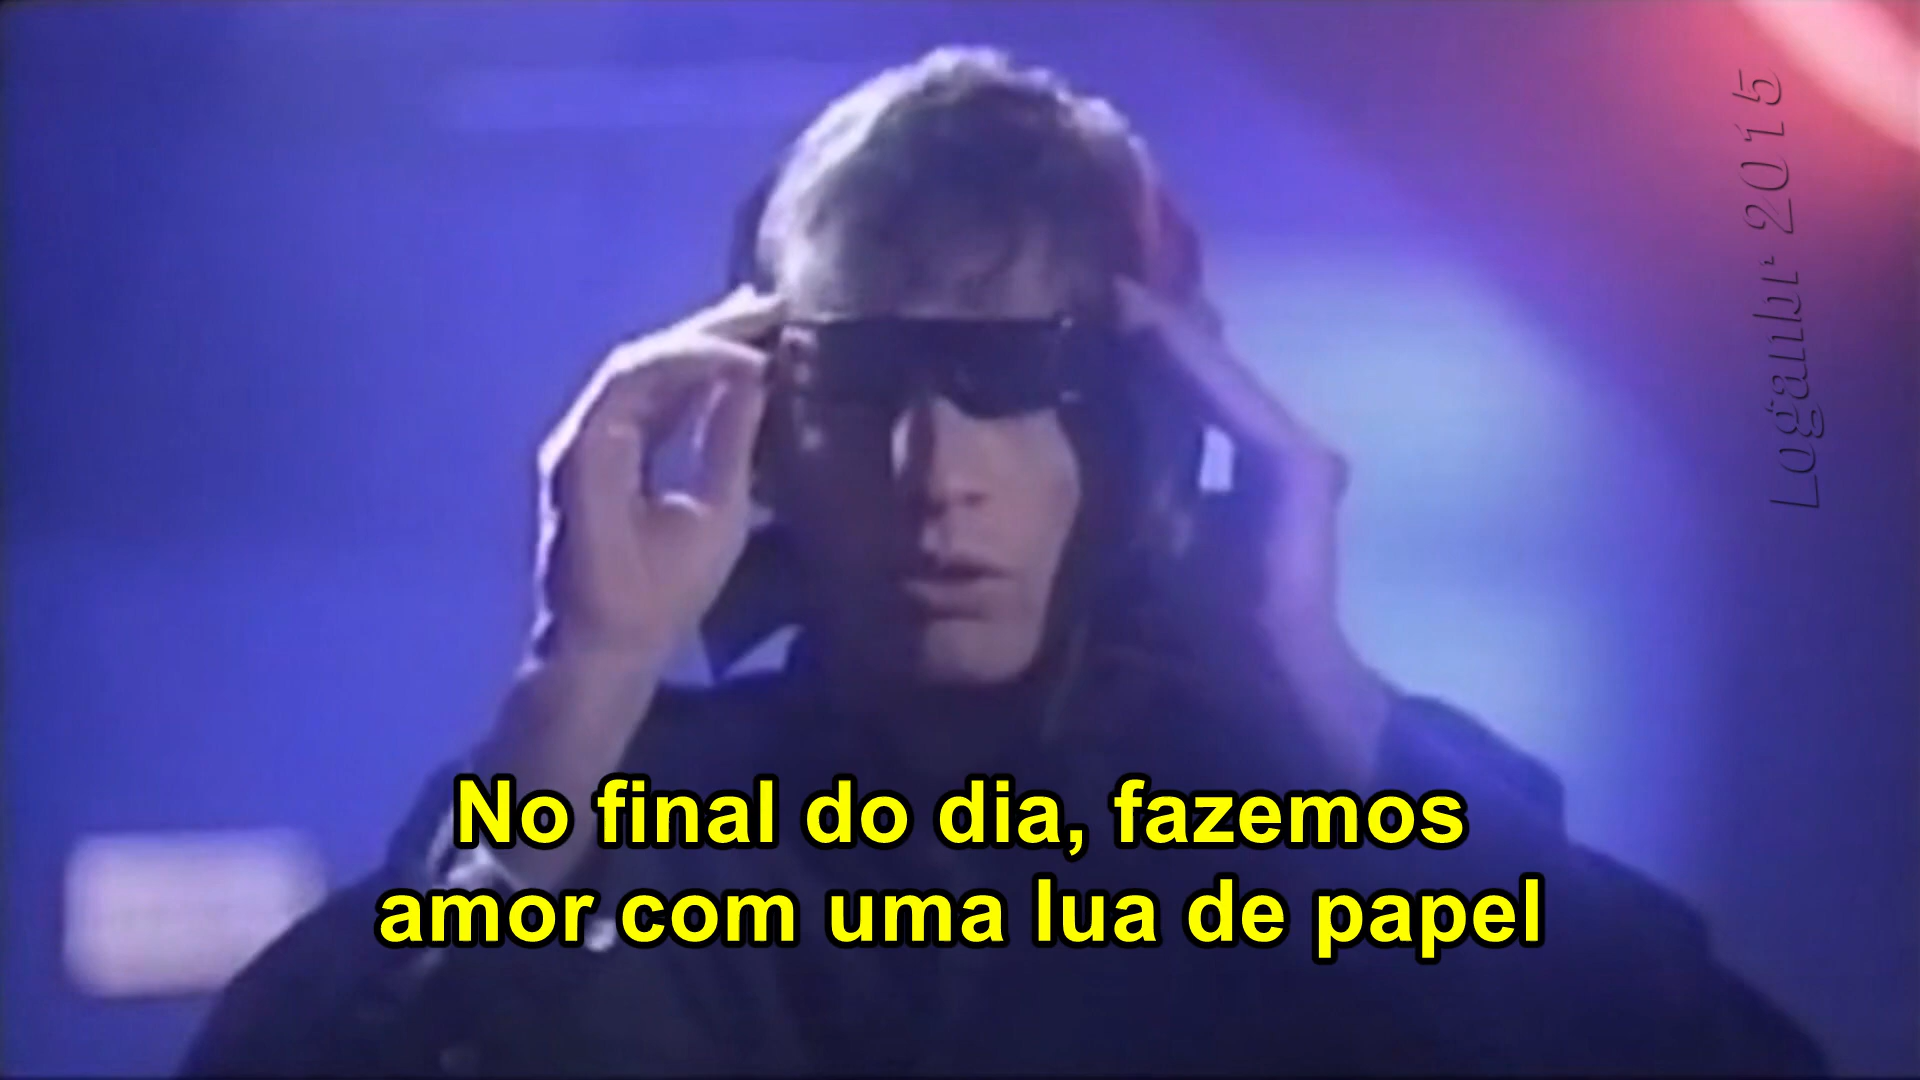 No final do dia, fazemos
amor com uma lua de papel
Loganbr 2015